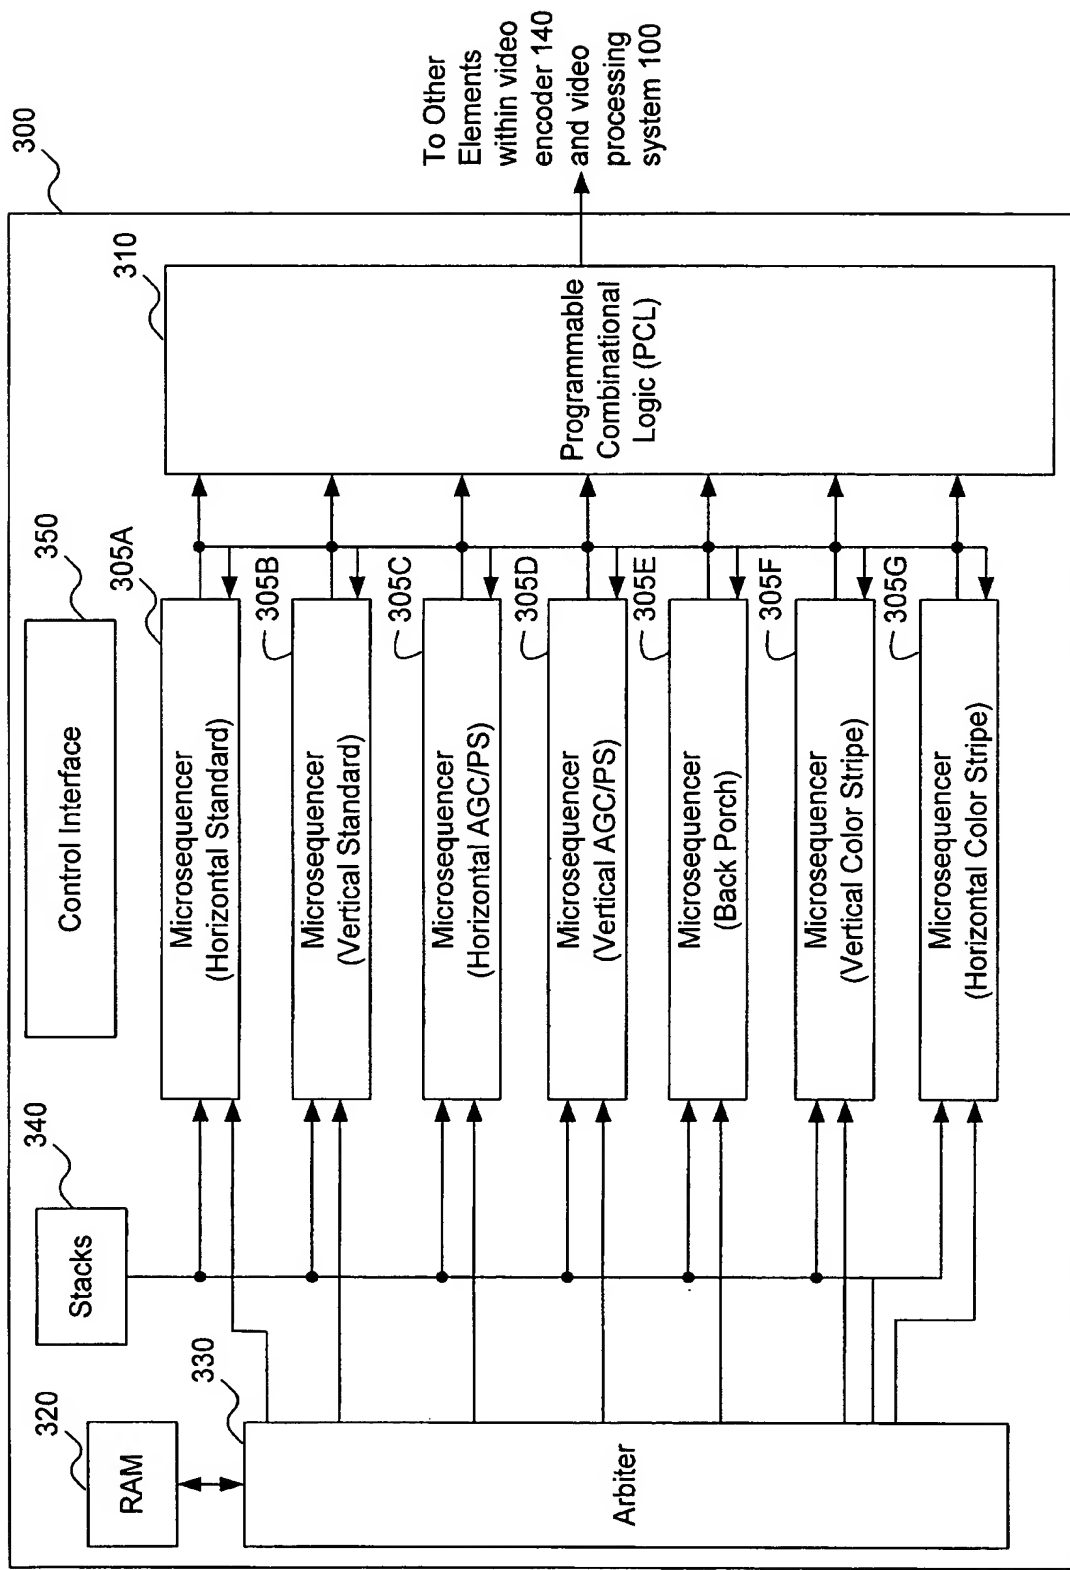 300
To Other
Elements
within video
encoder 140
and video
processing
system 100
310
Programmable
Combinational
Logic (PCL)
350
Control Interface
305A
Microsequencer
(Horizontal Standard)
305B
Microsequencer
(Vertical Standard)
305C
Microsequencer
(Horizontal AGC/PS)
305D
Microsequencer
(Vertical AGC/PS)
305E
Microsequencer
(Back Porch)
305F
Microsequencer
(Vertical Color Stripe)
305G
Microsequencer
(Horizontal Color Stripe)
340
Stacks
320
RAM
330
Arbiter